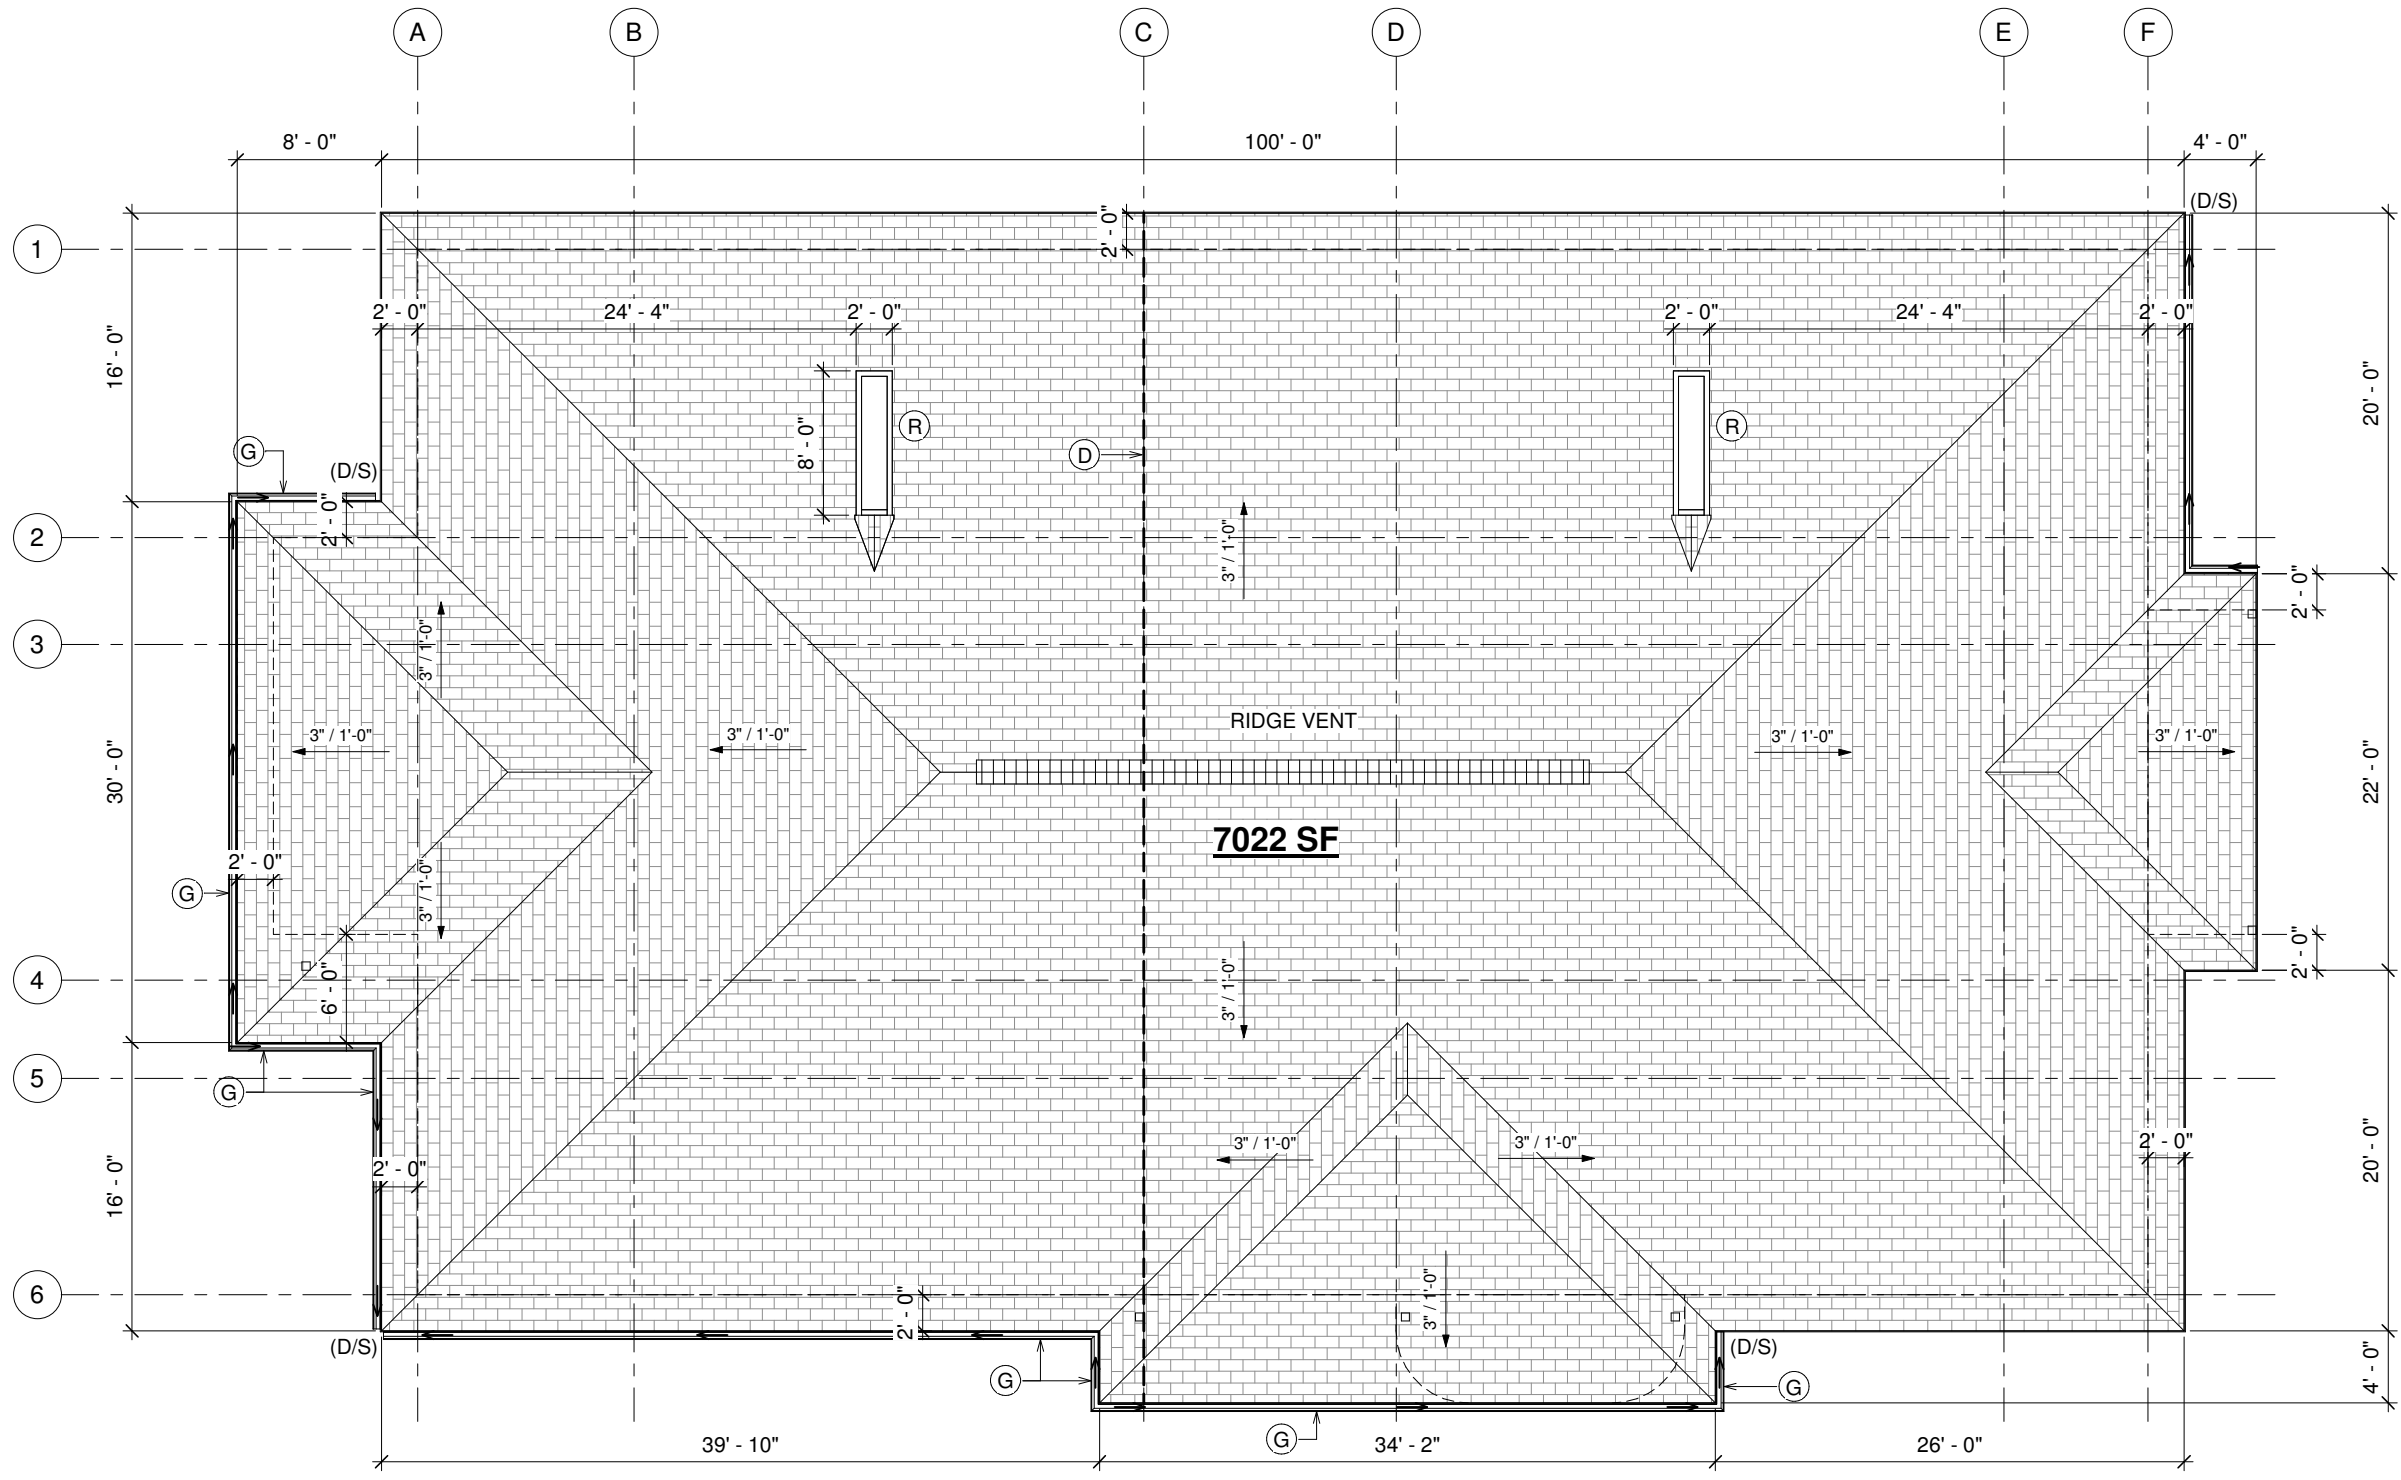 A B C D E F
8' - 0" 100' - 0" 4' - 0"
(D/S)
2' - 0"
1
2' - 0" 24' - 4" 2' - 0" 2' - 0" 24' - 4" 2' - 0"
16' - 0"
20' - 0"
8' - 0"
R R
G
D
(D/S)
2' - 0"
2
3" / 1'-0"
2' - 0"
3
3" / 1'-0"
RIDGE VENT
3" / 1'-0" 3" / 1'-0" 3" / 1'-0" 3" / 1'-0"
30' - 0"
22' - 0"
7022 SF
2' - 0"
G
3" / 1'-0"
2' - 0"
4
6' - 0"
3" / 1'-0"
5
G
3" / 1'-0" 3" / 1'-0"
2' - 0"
2' - 0"
16' - 0"
20' - 0"
6
2' - 0"
3" / 1'-0"
(D/S) (D/S)
4' - 0"
G G
G
39' - 10" 34' - 2" 26' - 0"